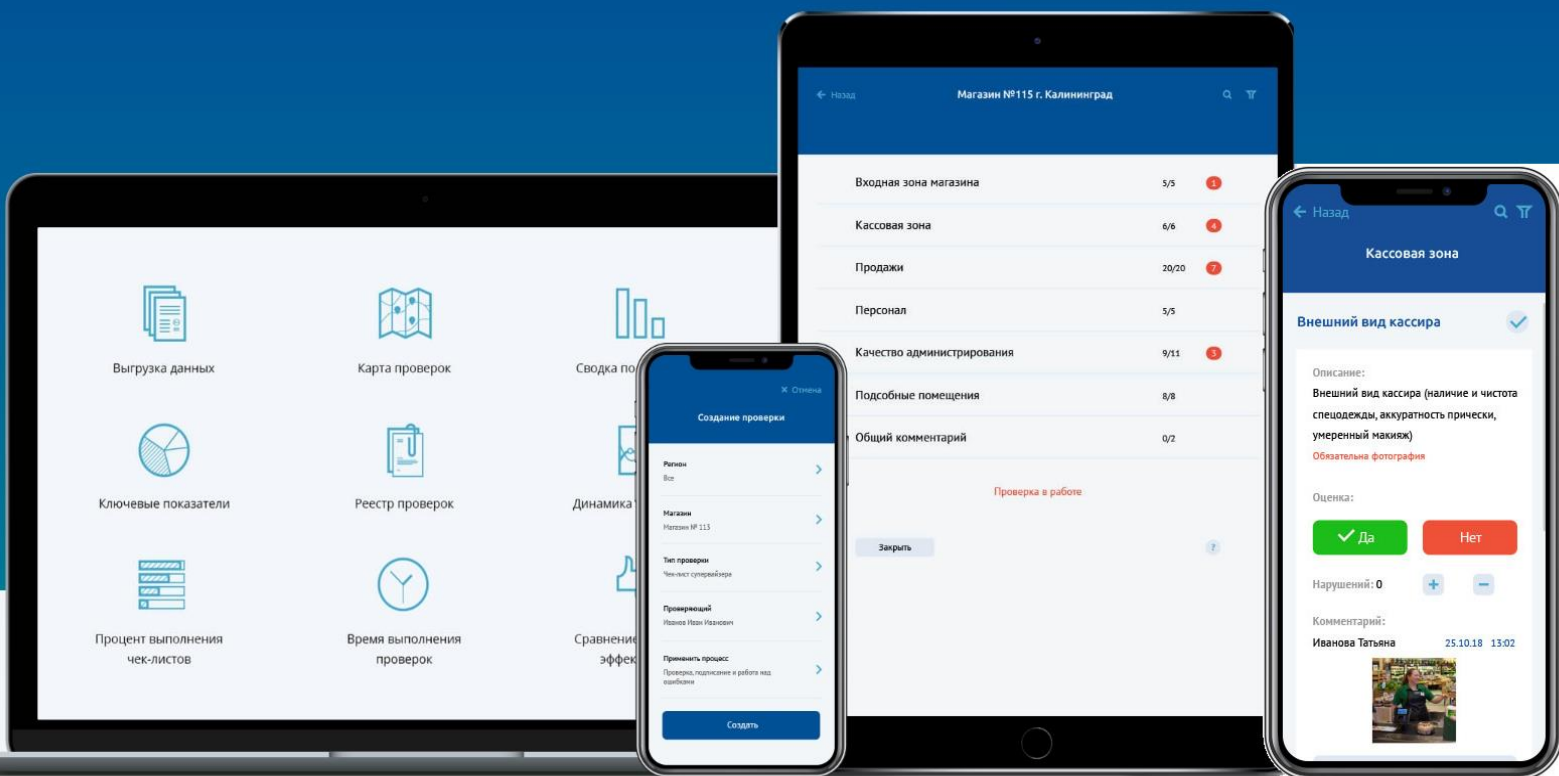 Выгрузка данных
Карта проверок
Сводка по
Ключевые показатели
Реестр проверок
Динамика
Процент выполнения
чек-листов
Время выполнения
проверок
Сравнение
эффек
× Отмена
Создание проверки
Регион
Все
Магазин
Магазин № 113
Тип проверки
Чек-лист супервайзера
Проверяющий
Иванов Иван Иванович
Применить процесс
Проверка, подписание и работа над
ошибками
Создать
← Назад
Магазин №115 г. Калининград
Входная зона магазина 5/5 1
Кассовая зона 6/6 4
Продажи 20/20 7
Персонал 5/5
Качество администрирования 9/11 3
Подсобные помещения 8/8
Общий комментарий 0/2
Проверка в работе
Закрыть
?
← Назад
Кассовая зона
Внешний вид кассира
Описание:
Внешний вид кассира (наличие и чистота
спецодежды, аккуратность прически,
умеренный макияж)
Обязательна фотография
Оценка:
Да
Нет
Нарушений: 0 + −
Комментарий:
Иванова Татьяна 25.10.18 13:02